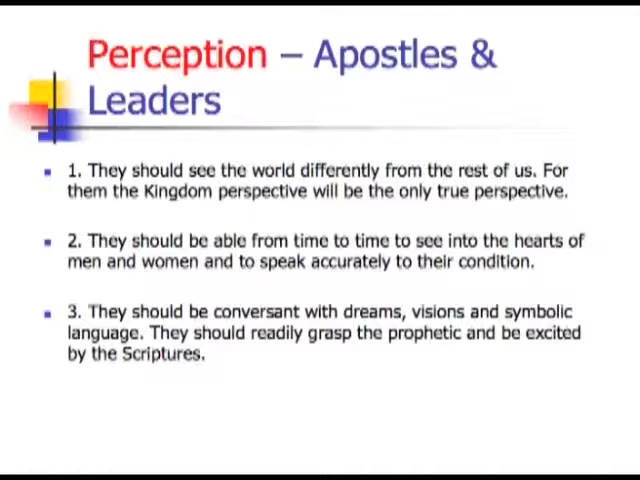 Perception – Apostles &
Leaders
1. They should see the world differently from the rest of us. For
them the Kingdom perspective will be the only true perspective.
2. They should be able from time to time to see into the hearts of
men and women and to speak accurately to their condition.
3. They should be conversant with dreams, visions and symbolic
language. They should readily grasp the prophetic and be excited
by the Scriptures.